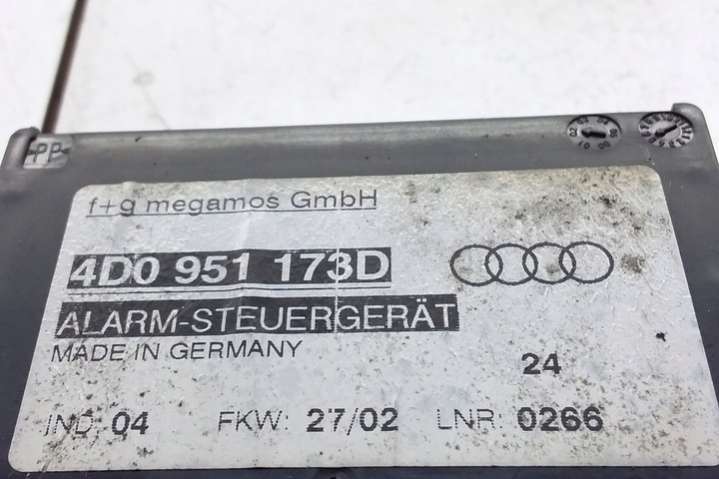 PP
f+g megamos GmbH
4D0 951 173D
ALARM-STEUERGERÄT
MADE IN GERMANY
24
IND: 04 FKW: 27/02 LNR: 0266